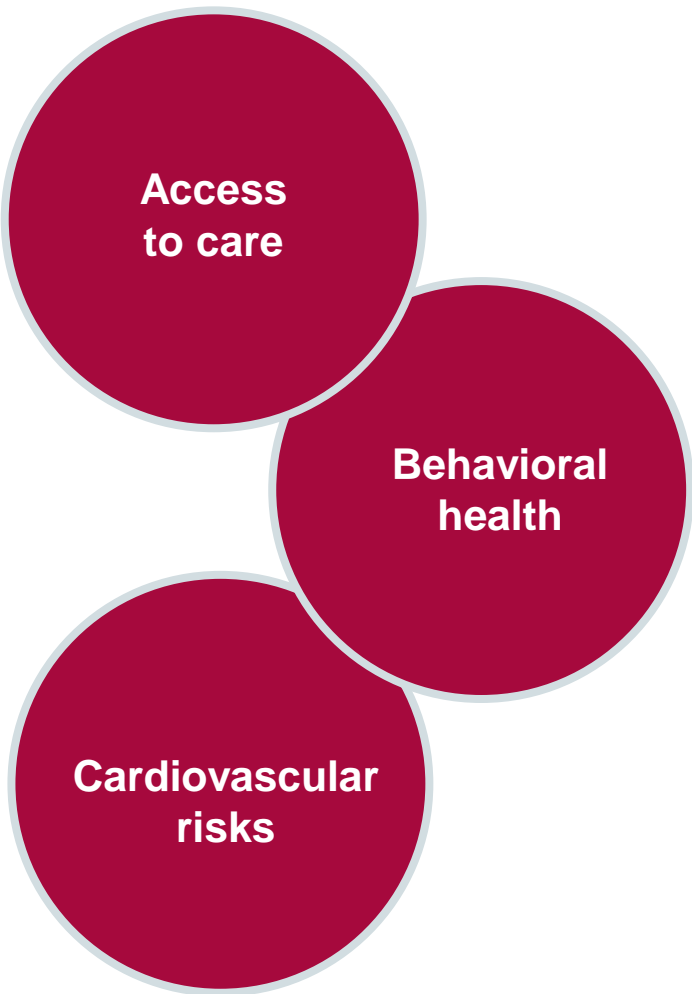 Access
to care
Behavioral
health
Cardiovascular
risks